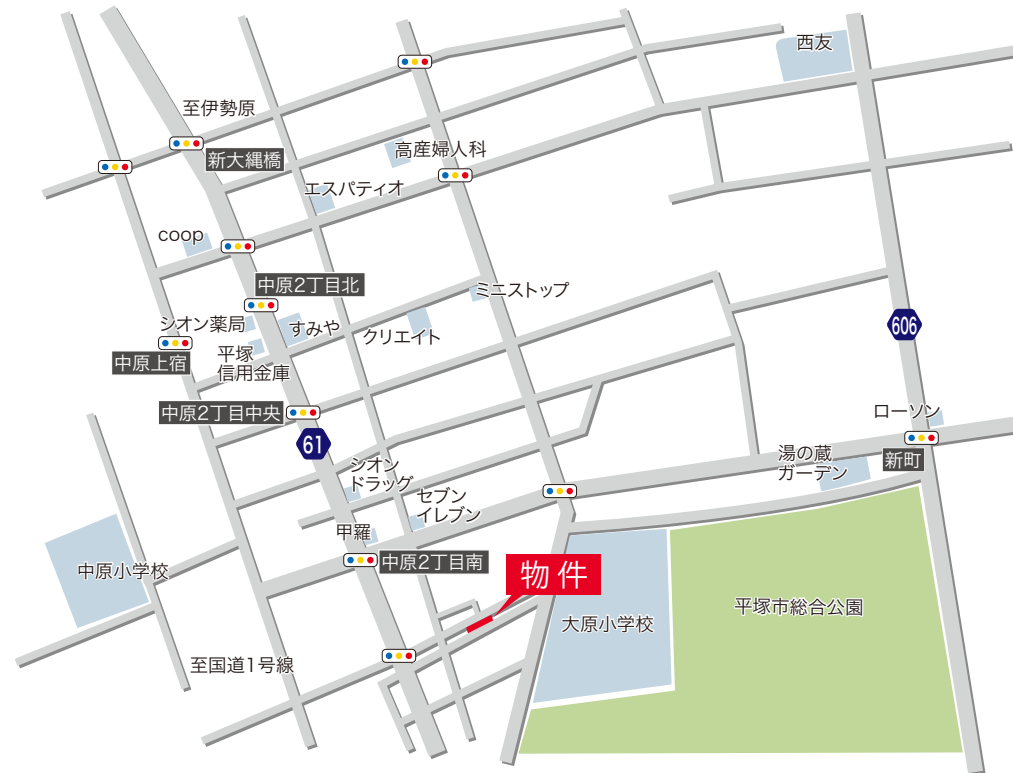 西友
至伊勢原
新大縄橋
高産婦人科
エスパティオ
coop
中原2丁目北
ミニストップ
シオン薬局
すみや
クリエイト
606
平塚
信用金庫
中原上宿
中原2丁目中央
ローソン
61
湯の蔵
ガーデン
新町
シオン
ドラッグ
セブン
イレブン
甲羅
中原2丁目南
中原小学校
物件
平塚市総合公園
大原小学校
至国道1号線